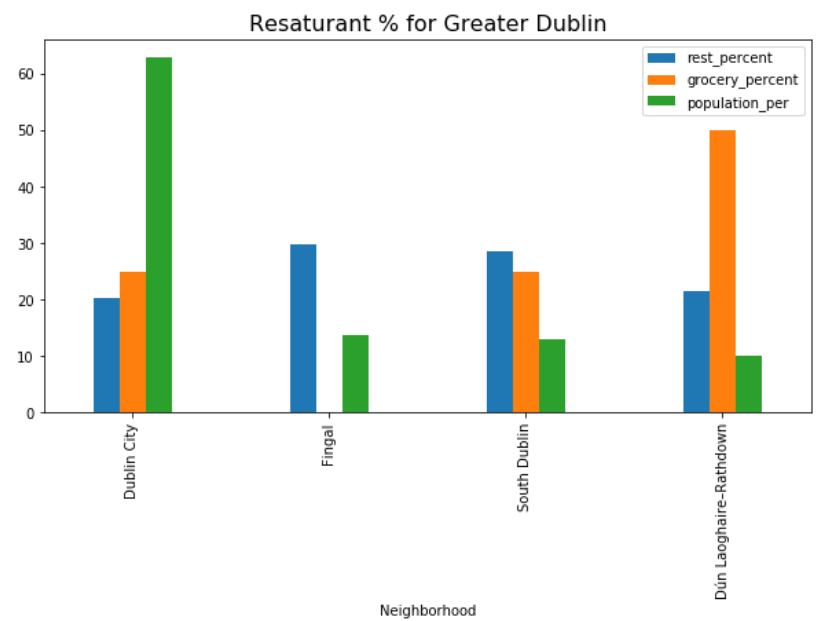 Resaturant % for Greater Dublin
rest_percent
grocery_percent
population_per
60
50
40
30
20
10
0
Dublin City
Fingal
South Dublin
Dún Laoghaire–Rathdown
Neighborhood